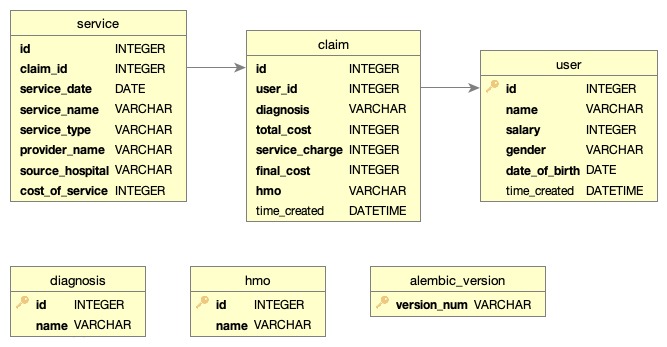 service
id INTEGER
claim_id INTEGER
service_date DATE
service_name VARCHAR
service_type VARCHAR
provider_name VARCHAR
source_hospital VARCHAR
cost_of_service INTEGER
claim
id INTEGER
user_id INTEGER
diagnosis VARCHAR
total_cost INTEGER
service_charge INTEGER
final_cost INTEGER
hmo VARCHAR
time_created DATETIME
user
id INTEGER
name VARCHAR
salary INTEGER
gender VARCHAR
date_of_birth DATE
time_created DATETIME
diagnosis
id INTEGER
name VARCHAR
hmo
id INTEGER
name VARCHAR
alembic_version
version_num VARCHAR